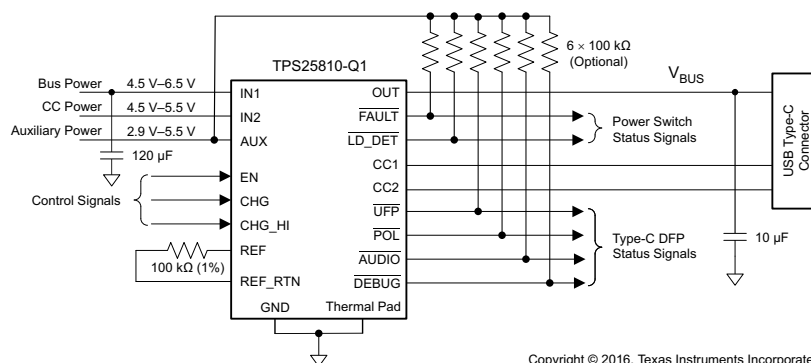 TPS25810-Q1
6 × 100 kΩ
(Optional)
Bus Power 4.5 V–6.5 V
CC Power 4.5 V–5.5 V
Auxiliary Power 2.9 V–5.5 V
120 µF
Control Signals
100 kΩ (1%)
IN1
IN2
AUX
EN
CHG
CHG_HI
REF
REF_RTN
GND
Thermal Pad
OUT
FAULT
LD_DET
CC1
CC2
UFP
POL
AUDIO
DEBUG
VBUS
Power Switch
Status Signals
Type-C DFP
Status Signals
10 µF
USB Type-C
Connector
Copyright © 2016, Texas Instruments Incorporate